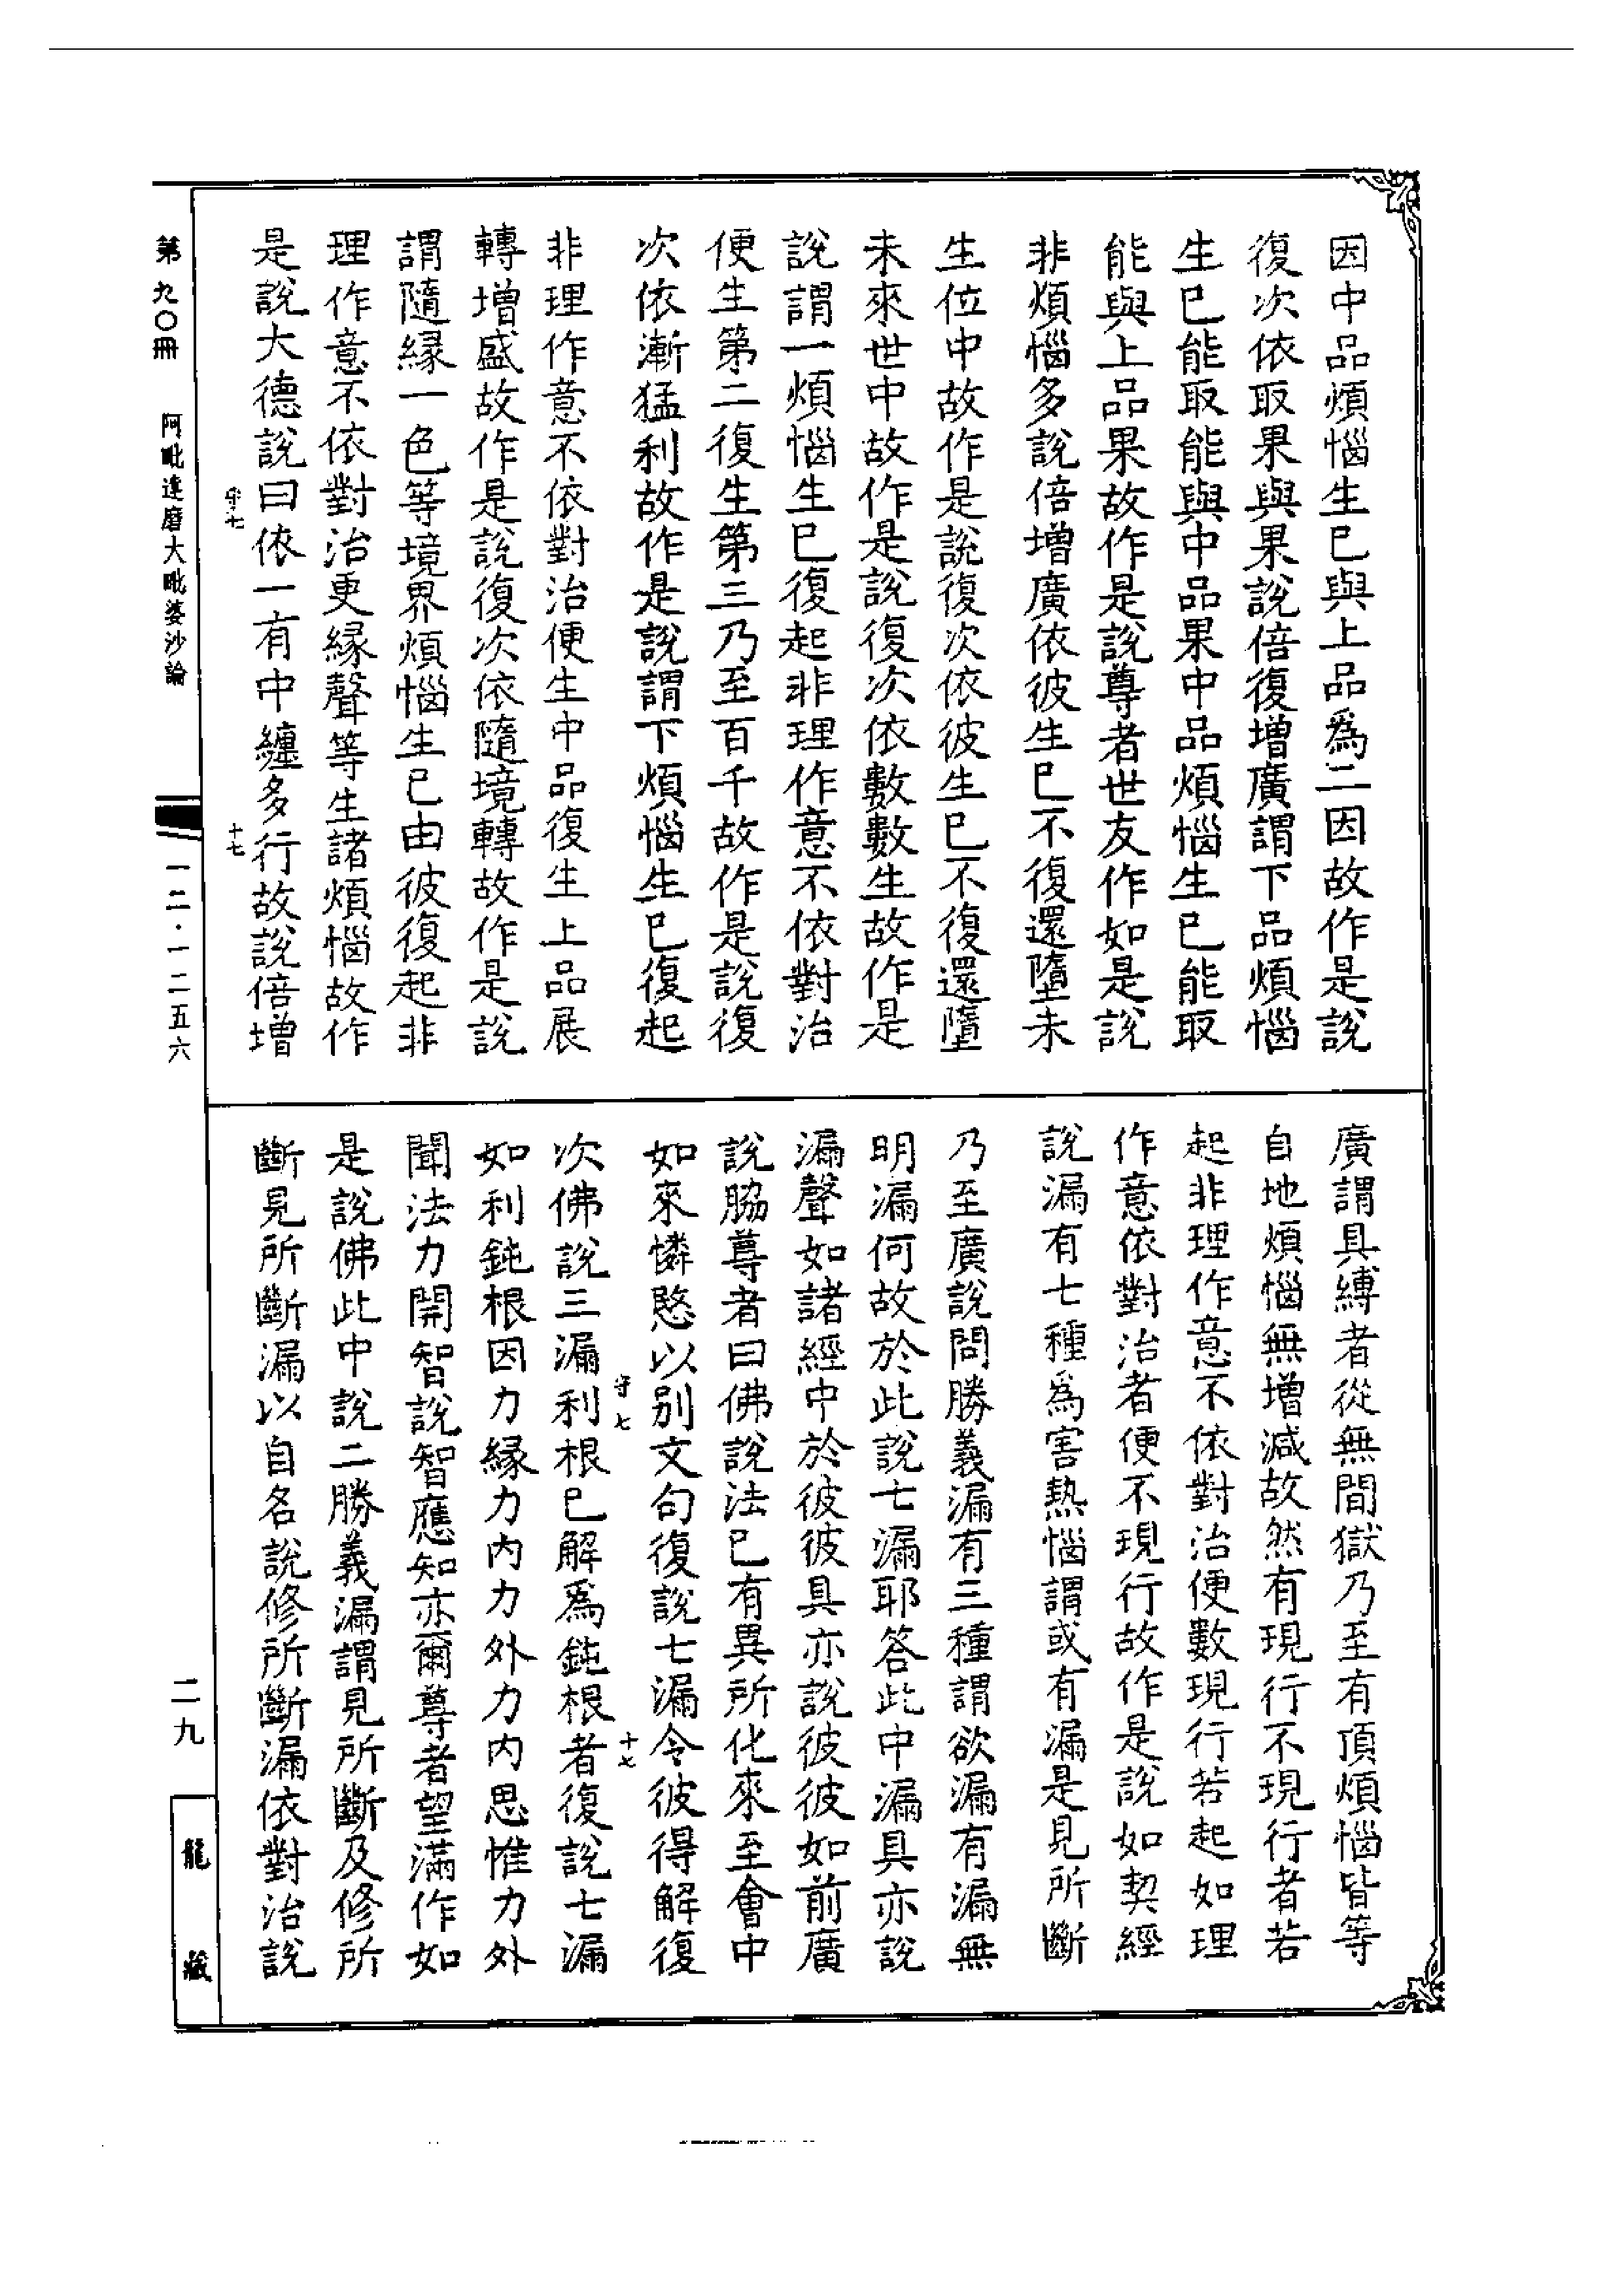 因中品煩惱生已與上品爲二因故作是說
復次依取果與果說倍復增廣謂下品煩惱
生已能取能與中品果中品煩惱生已能取
能與上品果故作是說尊者世友作如是說
非煩惱多說倍增廣依彼生已不復還墮未
生位中故作是說復次依彼生已不復還墮
未來世中故作是說復次依數數生故作是
說謂一煩惱生已復起非理作意不依對治
便生第二復生第三乃至百千故作是說復
次依漸猛利故作是說謂下煩惱生已復起
非理作意不依對治便生中品復生上品展
轉增盛故作是說復次依隨境轉故作是說
謂隨緣一色等境界煩惱生已由彼復起非
理作意不依對治更緣聲等生諸煩惱故作
是說大德說曰依一有中纏多行故說倍增
守七
十七
廣謂具縛者從無間獄乃至有頂煩惱皆等
自地煩惱無增減故然有現行不現行者若
起非理作意不依對治便數現行若起如理
作意依對治者便不現行故作是說如契經
說漏有七種爲害熱惱謂或有漏是見所斷
乃至廣說問勝義漏有三種謂欲漏有漏無
明漏何故於此說七漏耶答此中漏具亦說
漏聲如諸經中於彼彼具亦說彼彼如前廣
說脇尊者曰佛說法已有異所化來至會中
如來憐愍以別文句復說七漏令彼得解復
守七
十七
次佛說三漏利根已解爲鈍根者復說七漏
如利鈍根因力緣力內力外力內思惟力外
聞法力開智說智應知亦爾尊者望滿作如
是說佛此中說二勝義漏謂見所斷及修所
斷見所斷漏以自名說修所斷漏依對治說
第九〇冊
阿毗達磨大毗婆沙論
一二·一二五六
二九
龍藏